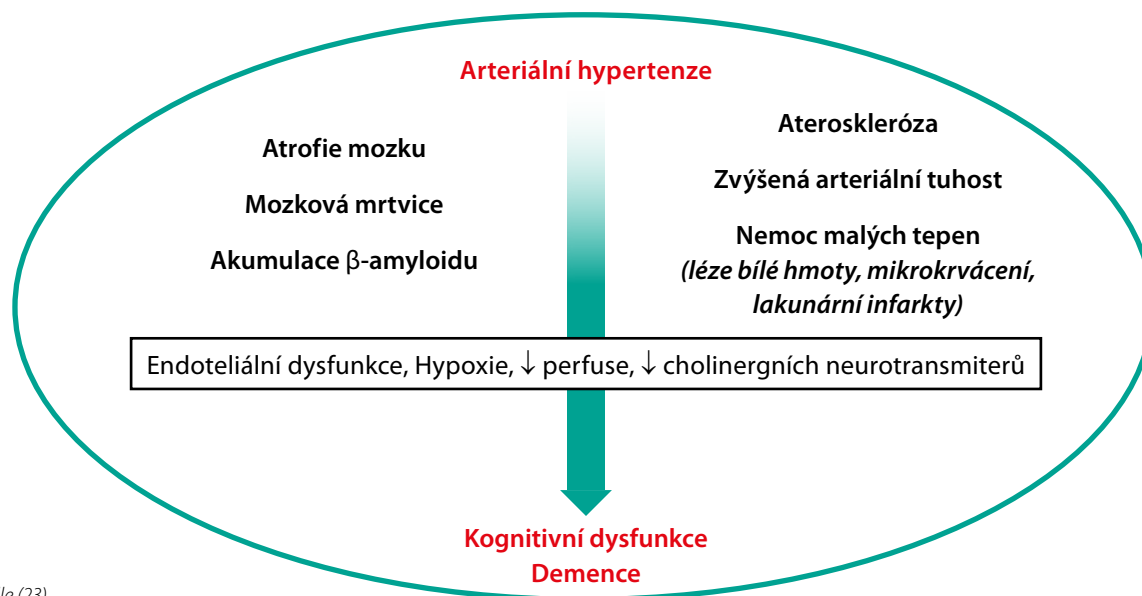 Arteriální hypertenze
Atrofie mozku
Mozková mrtvice
Akumulace β-amyloidu
Ateroskleróza
Zvýšená arteriální tuhost
Nemoc malých tepen
(léze bílé hmoty, mikrokrvácení,
lakunární infarkty)
Endoteliální dysfunkce, Hypoxie, ↓ perfuse, ↓ cholinergních neurotransmiterů
Kognitivní dysfunkce
Demence
(23)